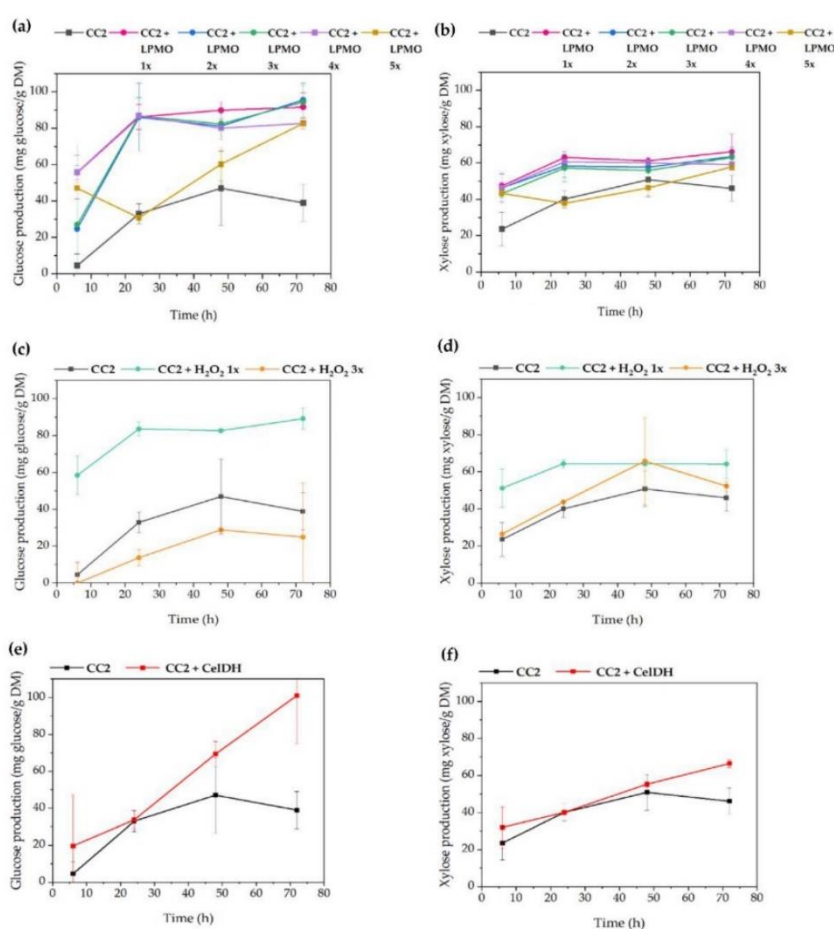 (a)
CC2 CC2 + CC2 + CC2 + CC2 + CC2 +
LPMO LPMO LPMO LPMO LPMO
1x 2x 3x 4x 5x
Glucose production (mg glucose/g DM)
100
80
60
40
20
0
0 10 20 30 40 50 60 70 80
Time (h)
(b)
CC2 CC2 + CC2 + CC2 + CC2 + CC2 +
LPMO LPMO LPMO LPMO LPMO
1x 2x 3x 4x 5x
Xylose production (mg xylose/g DM)
100
80
60
40
20
0
0 10 20 30 40 50 60 70 80
Time (h)
(c)
CC2 CC2 + H₂O₂ 1x CC2 + H₂O₂ 3x
Glucose production (mg glucose/g DM)
100
80
60
40
20
0
0 10 20 30 40 50 60 70 80
Time (h)
(d)
CC2 CC2 + H₂O₂ 1x CC2 + H₂O₂ 3x
Xylose production (mg xylose/g DM)
100
80
60
40
20
0
0 10 20 30 40 50 60 70 80
Time (h)
(e)
CC2 CC2 + CelDH
Glucose production (mg glucose/g DM)
100
80
60
40
20
0
0 10 20 30 40 50 60 70 80
Time (h)
(f)
CC2 CC2 + CelDH
Xylose production (mg xylose/g DM)
100
80
60
40
20
0
0 10 20 30 40 50 60 70 80
Time (h)